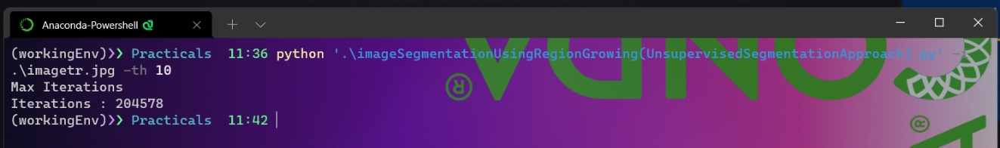 Anaconda-Powershell
(workingEnv)❯❯ Practicals  11:36 python '.\imageSegmentationUsingRegionGrowing(UnsupervisedSegmentationApproach).py' -i
.\imagetr.jpg -th 10
Max Iterations
Iterations : 204578
(workingEnv)❯❯ Practicals  11:42
ONDA
®
®